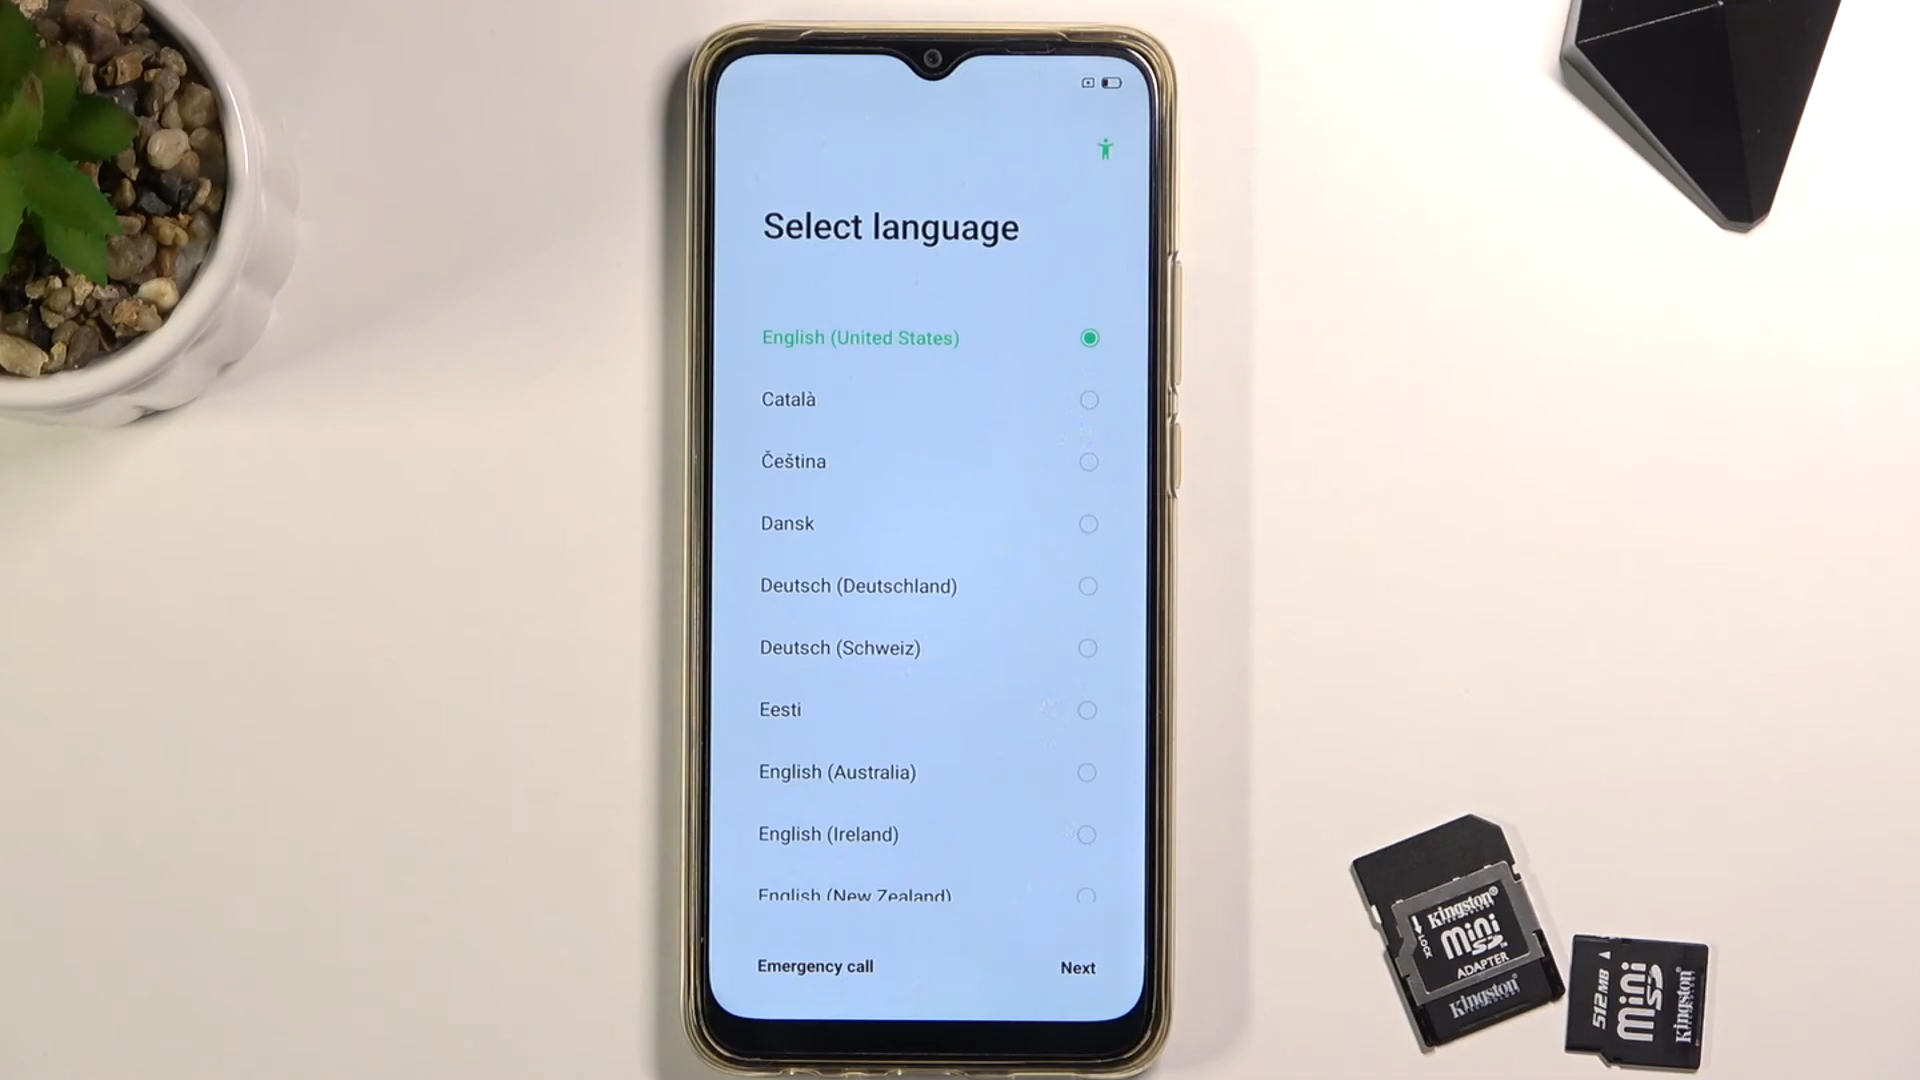 Select language
English (United States)
Català
Čeština
Dansk
Deutsch (Deutschland)
Deutsch (Schweiz)
Eesti
English (Australia)
English (Ireland)
English (New Zealand)
Emergency call
Next
Kingston
TECHNOLOGY
LOCK
mini
SD
ADAPTER
Kingston
512MB
mini
SD
Kingston